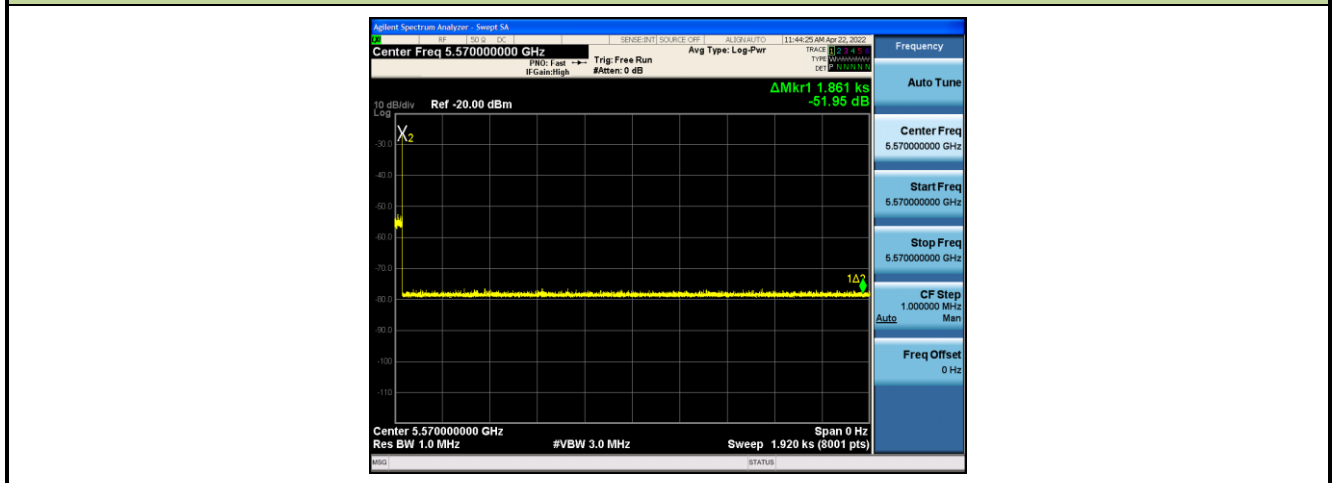 Agilent Spectrum Analyzer - Swept SA
RF 50 Ω DC SENSE:INT SOURCE OFF ALIGNAUTO 11:44:25 AM Apr 22, 2022
Center Freq 5.570000000 GHz
PNO: Fast
IFGain:High
Trig: Free Run
#Atten: 0 dB
Avg Type: Log-Pwr
TRACE 1 2 3 4 5 6
TYPE
DET P N N N N N
ΔMkr1 1.861 ks
-51.95 dB
10 dB/div Ref -20.00 dBm
Log
-30.0
-40.0
-50.0
-60.0
-70.0
-80.0
-90.0
-100
-110
X2
1Δ2
Center 5.570000000 GHz Span 0 Hz
Res BW 1.0 MHz #VBW 3.0 MHz Sweep 1.920 ks (8001 pts)
MSG STATUS
Frequency
Auto Tune
Center Freq
5.570000000 GHz
Start Freq
5.570000000 GHz
Stop Freq
5.570000000 GHz
CF Step
1.000000 MHz
Auto Man
Freq Offset
0 Hz